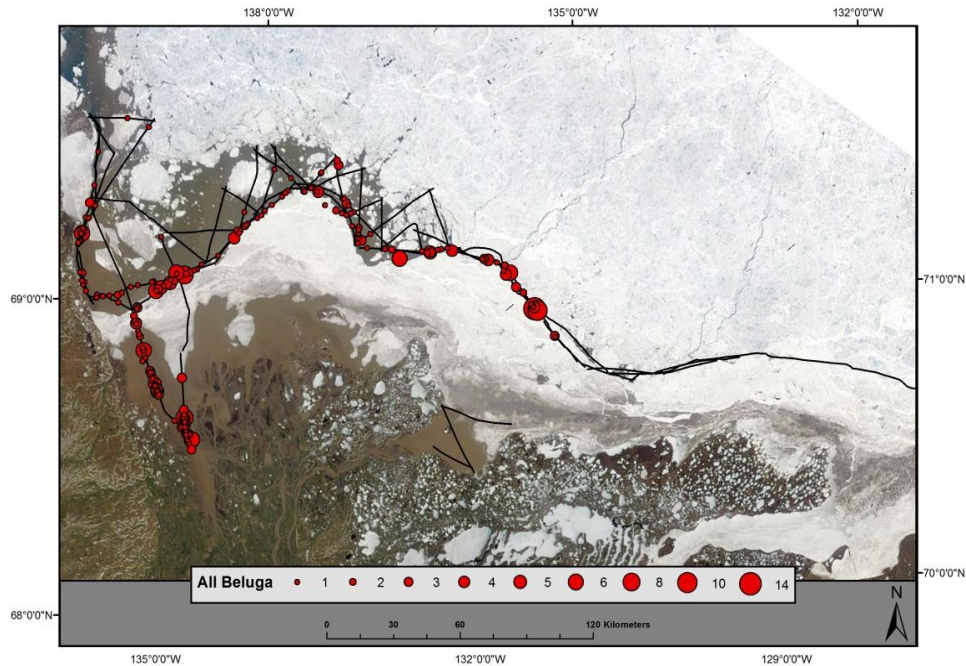 138°0'0"W 135°0'0"W 132°0'0"W
71°0'0"N
69°0'0"N
All Beluga 1 2 3 4 5 6 8 10 14
70°0'0"N
N
68°0'0"N
0 30 60 120 Kilometers
135°0'0"W 132°0'0"W 129°0'0"W